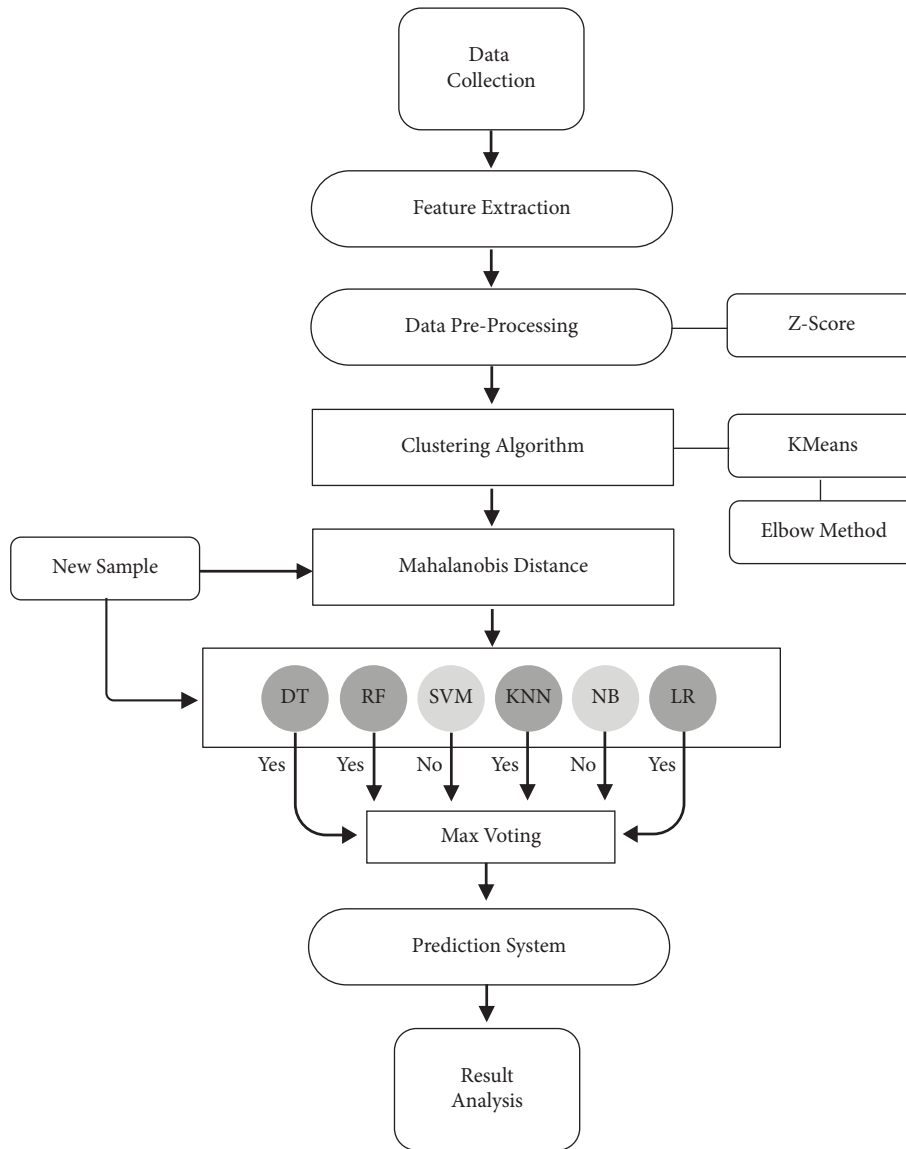 Data
Collection
Feature Extraction
Data Pre-Processing
Z-Score
Clustering Algorithm
KMeans
Elbow Method
New Sample
Mahalanobis Distance
DT RF SVM KNN NB LR
Yes Yes No Yes No Yes
Max Voting
Prediction System
Result
Analysis